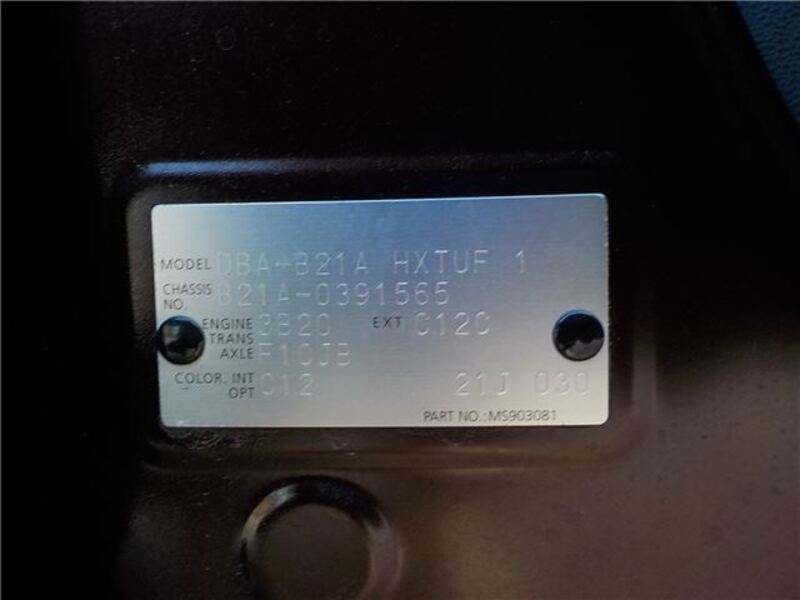 MODEL DBA-B21A HXTUF 1
CHASSIS NO. B21A-0391565
ENGINE 3B20 EXT C12C
TRANS AXLE F1CJB
COLOR. INT OPT C12 21J 030
PART NO.:MS903081